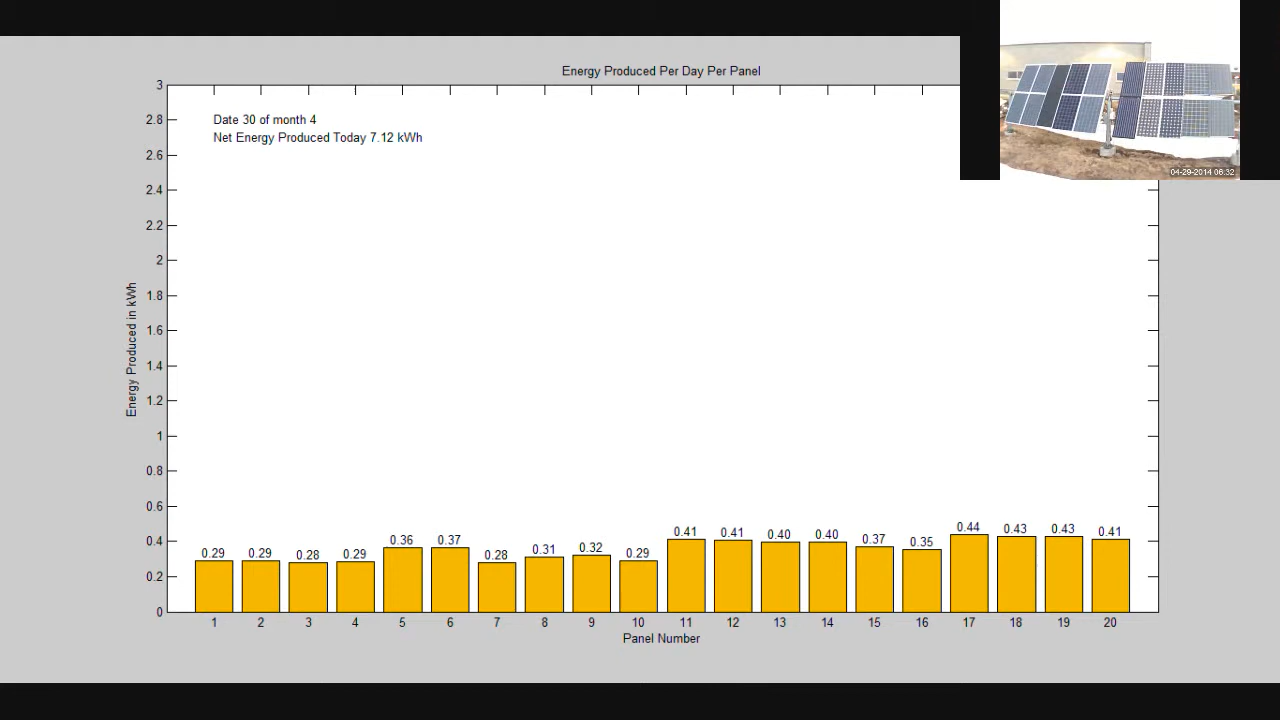 Energy Produced Per Day Per Panel
Date 30 of month 4
Net Energy Produced Today 7.12 kWh
04-29-2014 06:32
Energy Produced in kWh
3
2.8
2.6
2.4
2.2
2
1.8
1.6
1.4
1.2
1
0.8
0.6
0.4
0.2
0
0.29 0.29 0.28 0.29 0.36 0.37 0.28 0.31 0.32 0.29 0.41 0.41 0.40 0.40 0.37 0.35 0.44 0.43 0.43 0.41
1 2 3 4 5 6 7 8 9 10 11 12 13 14 15 16 17 18 19 20
Panel Number